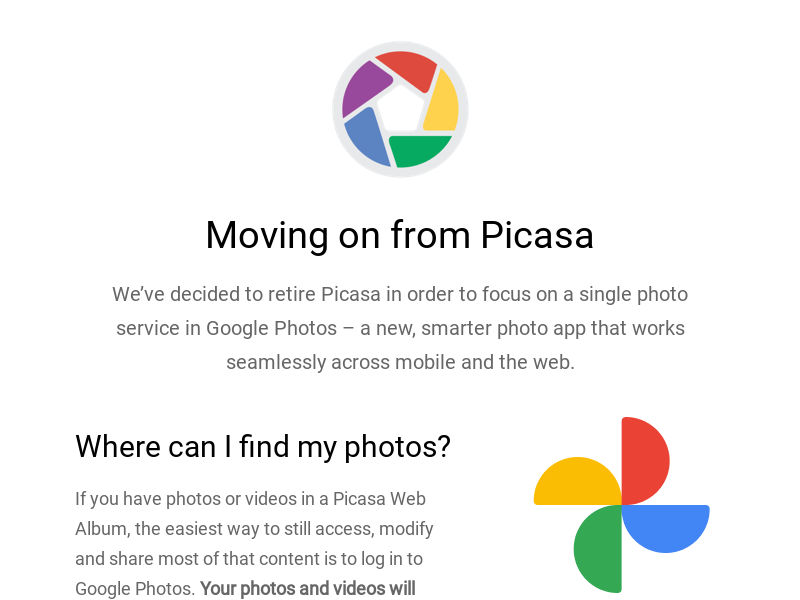 Moving on from Picasa
We’ve decided to retire Picasa in order to focus on a single photo
service in Google Photos – a new, smarter photo app that works
seamlessly across mobile and the web.
Where can I find my photos?
If you have photos or videos in a Picasa Web
Album, the easiest way to still access, modify
and share most of that content is to log in to
Google Photos. Your photos and videos will